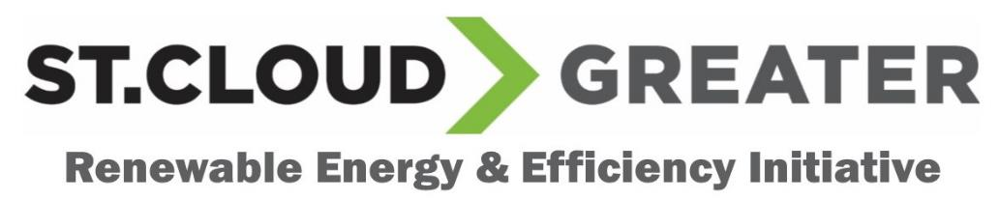 ST.CLOUD > GREATER
Renewable Energy & Efficiency Initiative